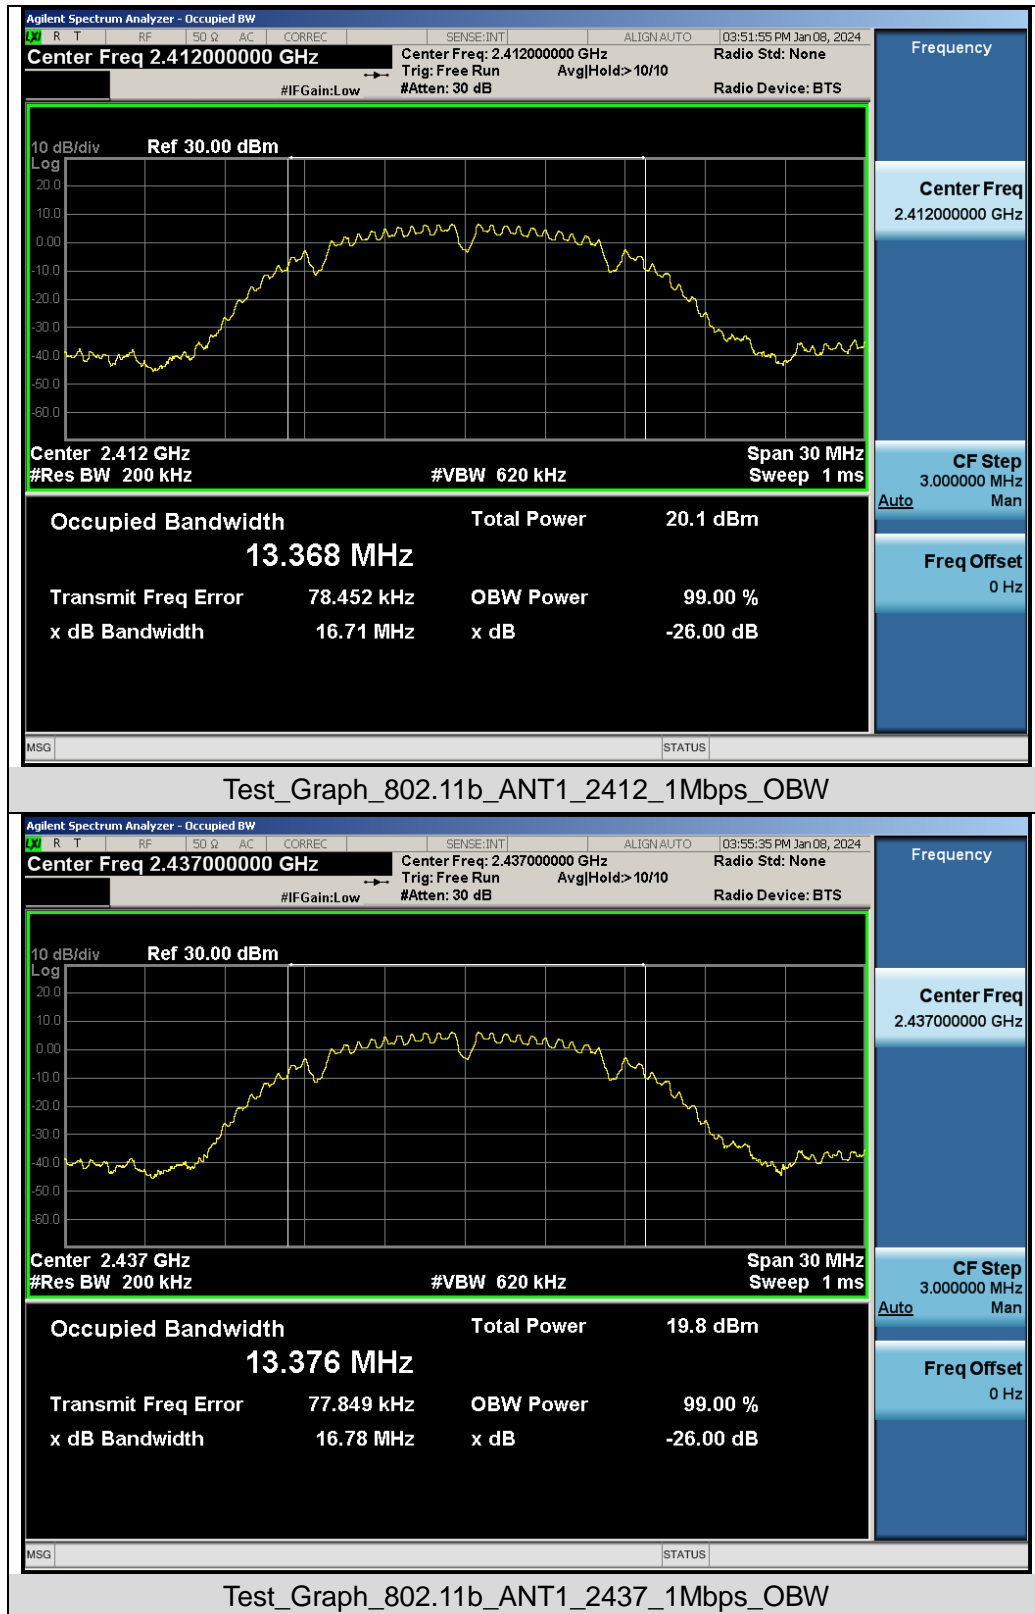 Agilent Spectrum Analyzer - Occupied BW
LXI R T RF 50 Ω AC CORREC SENSE:INT ALIGN AUTO 03:51:55 PM Jan 08, 2024
Center Freq 2.412000000 GHz
Center Freq: 2.412000000 GHz Radio Std: None
Trig: Free Run Avg|Hold:>10/10
#IFGain:Low #Atten: 30 dB Radio Device: BTS
Frequency
10 dB/div Ref 30.00 dBm
Log
20.0
10.0
0.00
-10.0
-20.0
-30.0
-40.0
-50.0
-60.0
Center 2.412 GHz Span 30 MHz
#Res BW 200 kHz #VBW 620 kHz Sweep 1 ms
Center Freq
2.412000000 GHz
CF Step
3.000000 MHz
Auto Man
Freq Offset
0 Hz
Occupied Bandwidth Total Power 20.1 dBm
13.368 MHz
Transmit Freq Error 78.452 kHz OBW Power 99.00 %
x dB Bandwidth 16.71 MHz x dB -26.00 dB
MSG STATUS
Test_Graph_802.11b_ANT1_2412_1Mbps_OBW
Agilent Spectrum Analyzer - Occupied BW
LXI R T RF 50 Ω AC CORREC SENSE:INT ALIGN AUTO 03:55:35 PM Jan 08, 2024
Center Freq 2.437000000 GHz
Center Freq: 2.437000000 GHz Radio Std: None
Trig: Free Run Avg|Hold:>10/10
#IFGain:Low #Atten: 30 dB Radio Device: BTS
Frequency
10 dB/div Ref 30.00 dBm
Log
20.0
10.0
0.00
-10.0
-20.0
-30.0
-40.0
-50.0
-60.0
Center 2.437 GHz Span 30 MHz
#Res BW 200 kHz #VBW 620 kHz Sweep 1 ms
Center Freq
2.437000000 GHz
CF Step
3.000000 MHz
Auto Man
Freq Offset
0 Hz
Occupied Bandwidth Total Power 19.8 dBm
13.376 MHz
Transmit Freq Error 77.849 kHz OBW Power 99.00 %
x dB Bandwidth 16.78 MHz x dB -26.00 dB
MSG STATUS
Test_Graph_802.11b_ANT1_2437_1Mbps_OBW